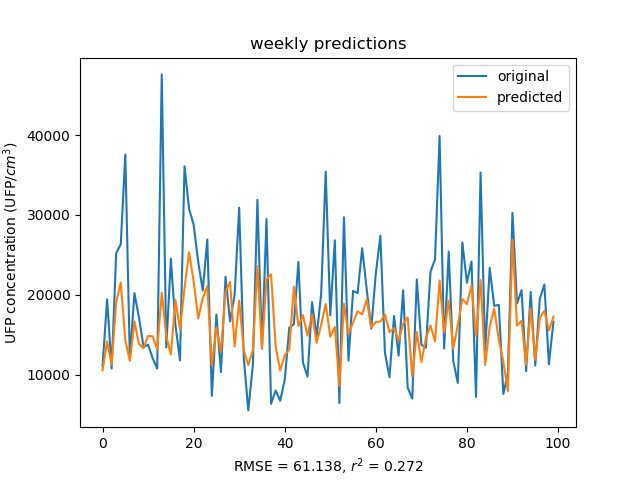 weekly predictions
original
predicted
UFP concentration (UFP/cm³)
40000
30000
20000
10000
0 20 40 60 80 100
RMSE = 61.138, r² = 0.272